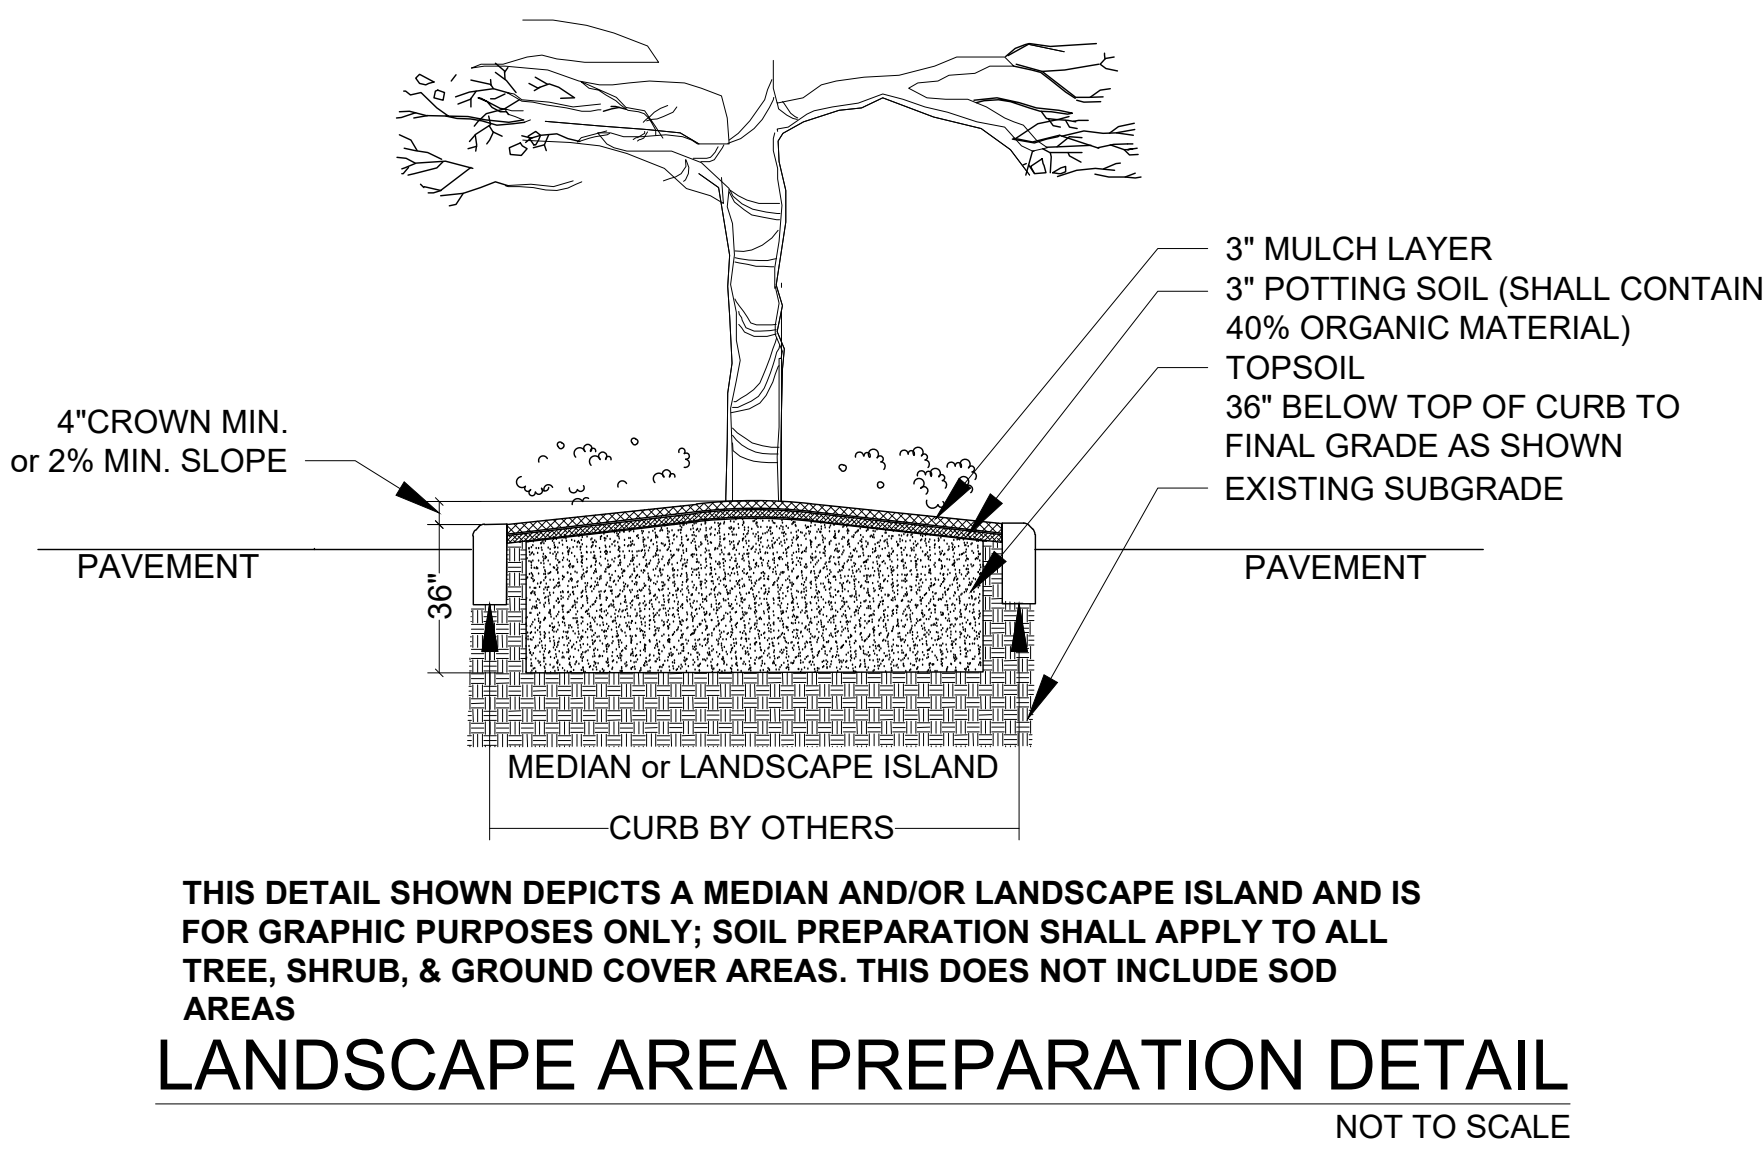 3" MULCH LAYER
3" POTTING SOIL (SHALL CONTAIN
40% ORGANIC MATERIAL)
TOPSOIL
36" BELOW TOP OF CURB TO
FINAL GRADE AS SHOWN
EXISTING SUBGRADE
4"CROWN MIN.
or 2% MIN. SLOPE
PAVEMENT
36"
PAVEMENT
MEDIAN or LANDSCAPE ISLAND
CURB BY OTHERS
THIS DETAIL SHOWN DEPICTS A MEDIAN AND/OR LANDSCAPE ISLAND AND IS
FOR GRAPHIC PURPOSES ONLY; SOIL PREPARATION SHALL APPLY TO ALL
TREE, SHRUB, & GROUND COVER AREAS. THIS DOES NOT INCLUDE SOD
AREAS
LANDSCAPE AREA PREPARATION DETAIL
NOT TO SCALE